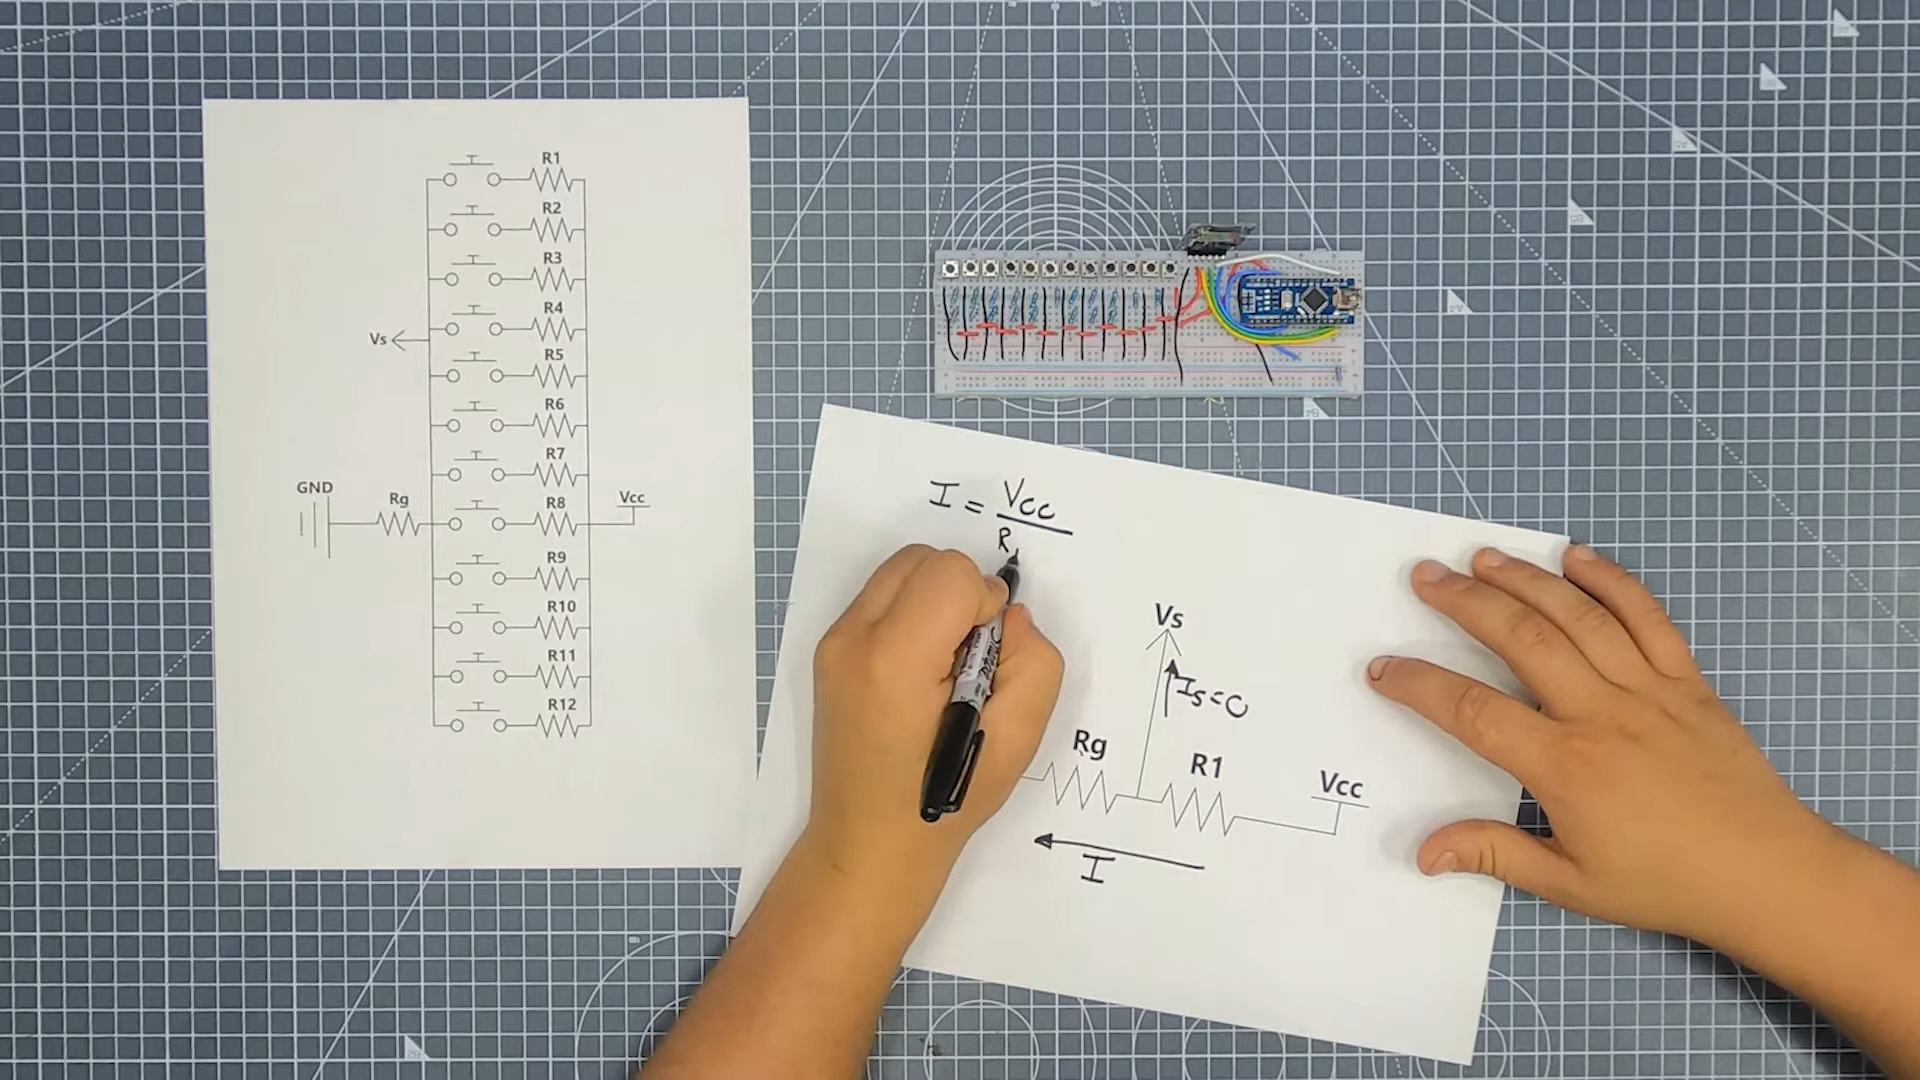 R1
R2
R3
R4
Vs
R5
R6
R7
GND
Rg
R8
Vcc
R9
R10
R11
R12
I = Vcc
R
Vs
Is=0
Rg
R1
Vcc
I